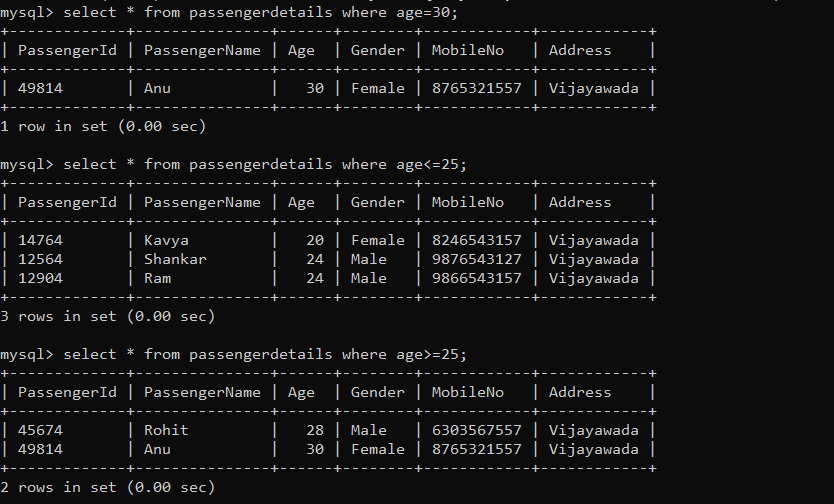 mysql> select * from passengerdetails where age=30;
+-------------+---------------+------+--------+------------+------------+
| PassengerId | PassengerName | Age  | Gender | MobileNo   | Address    |
+-------------+---------------+------+--------+------------+------------+
| 49814       | Anu           |   30 | Female | 8765321557 | Vijayawada |
+-------------+---------------+------+--------+------------+------------+
1 row in set (0.00 sec)
mysql> select * from passengerdetails where age<=25;
+-------------+---------------+------+--------+------------+------------+
| PassengerId | PassengerName | Age  | Gender | MobileNo   | Address    |
+-------------+---------------+------+--------+------------+------------+
| 14764       | Kavya         |   20 | Female | 8246543157 | Vijayawada |
| 12564       | Shankar       |   24 | Male   | 9876543127 | Vijayawada |
| 12904       | Ram           |   24 | Male   | 9866543157 | Vijayawada |
+-------------+---------------+------+--------+------------+------------+
3 rows in set (0.00 sec)
mysql> select * from passengerdetails where age>=25;
+-------------+---------------+------+--------+------------+------------+
| PassengerId | PassengerName | Age  | Gender | MobileNo   | Address    |
+-------------+---------------+------+--------+------------+------------+
| 45674       | Rohit         |   28 | Male   | 6303567557 | Vijayawada |
| 49814       | Anu           |   30 | Female | 8765321557 | Vijayawada |
+-------------+---------------+------+--------+------------+------------+
2 rows in set (0.00 sec)